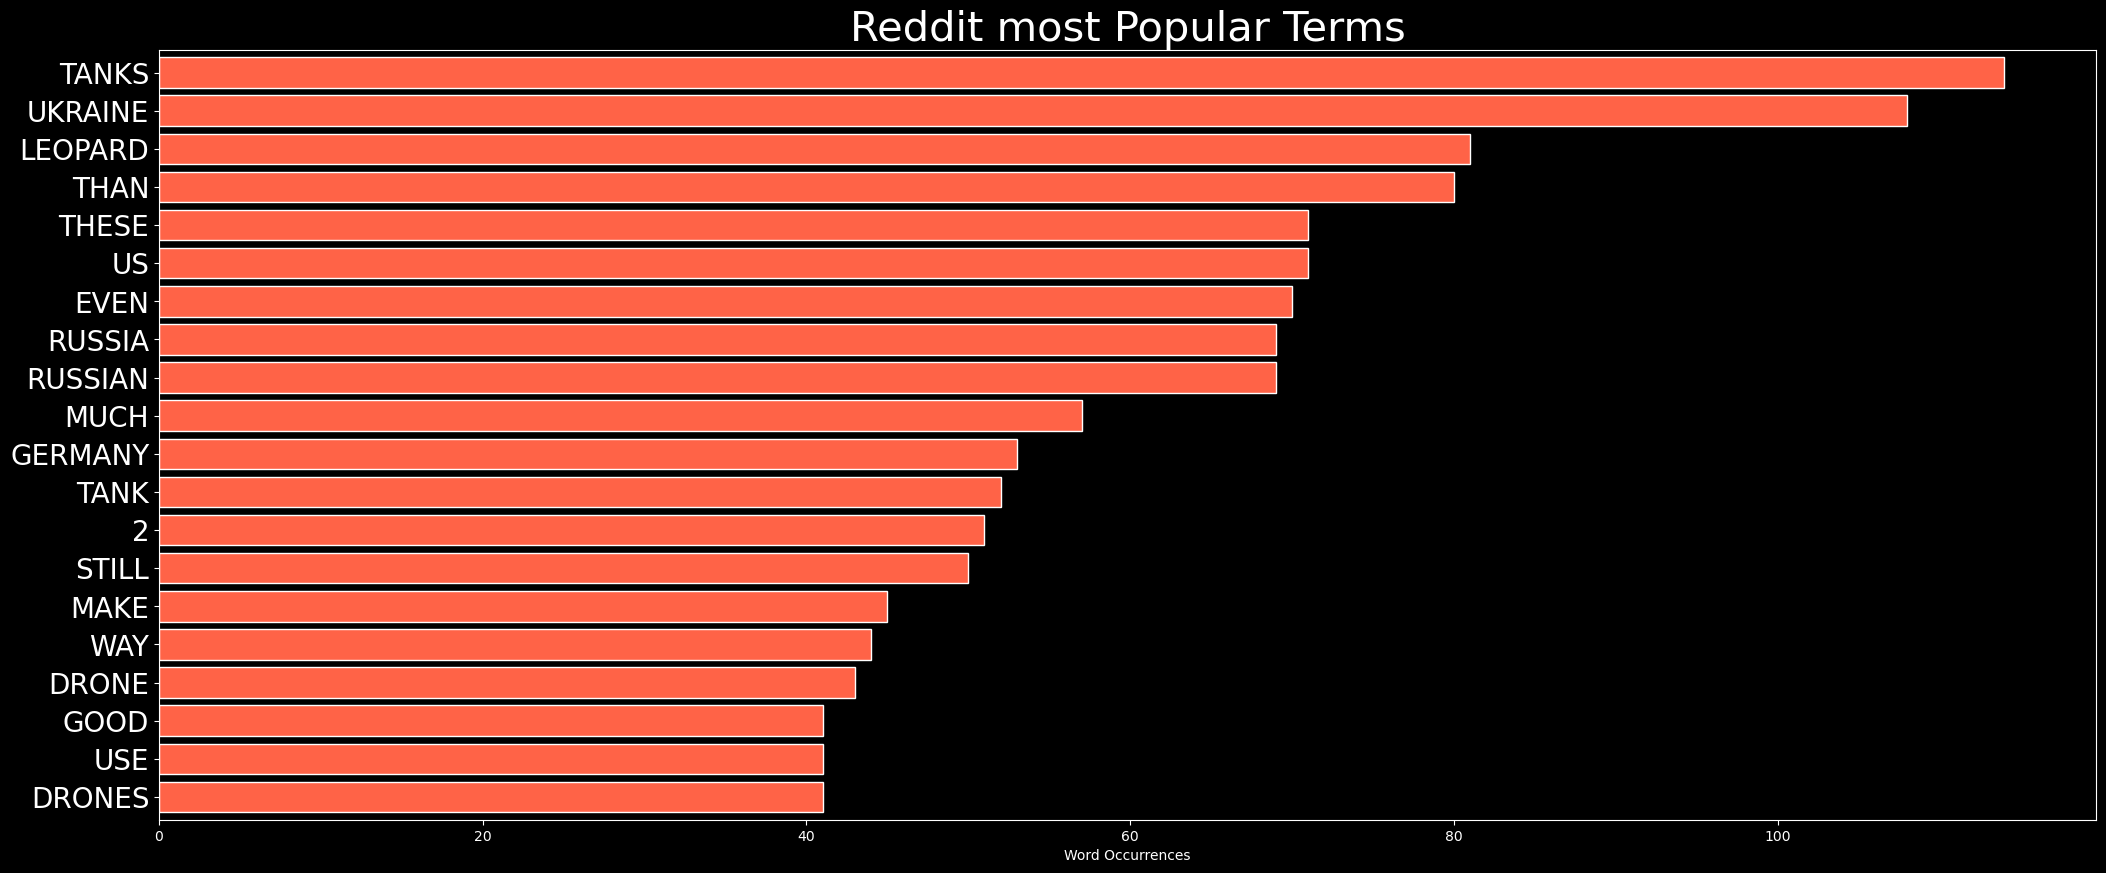 Reddit most Popular Terms
TANKS
UKRAINE
LEOPARD
THAN
THESE
US
EVEN
RUSSIA
RUSSIAN
MUCH
GERMANY
TANK
2
STILL
MAKE
WAY
DRONE
GOOD
USE
DRONES
0 20 40 60 80 100
Word Occurrences